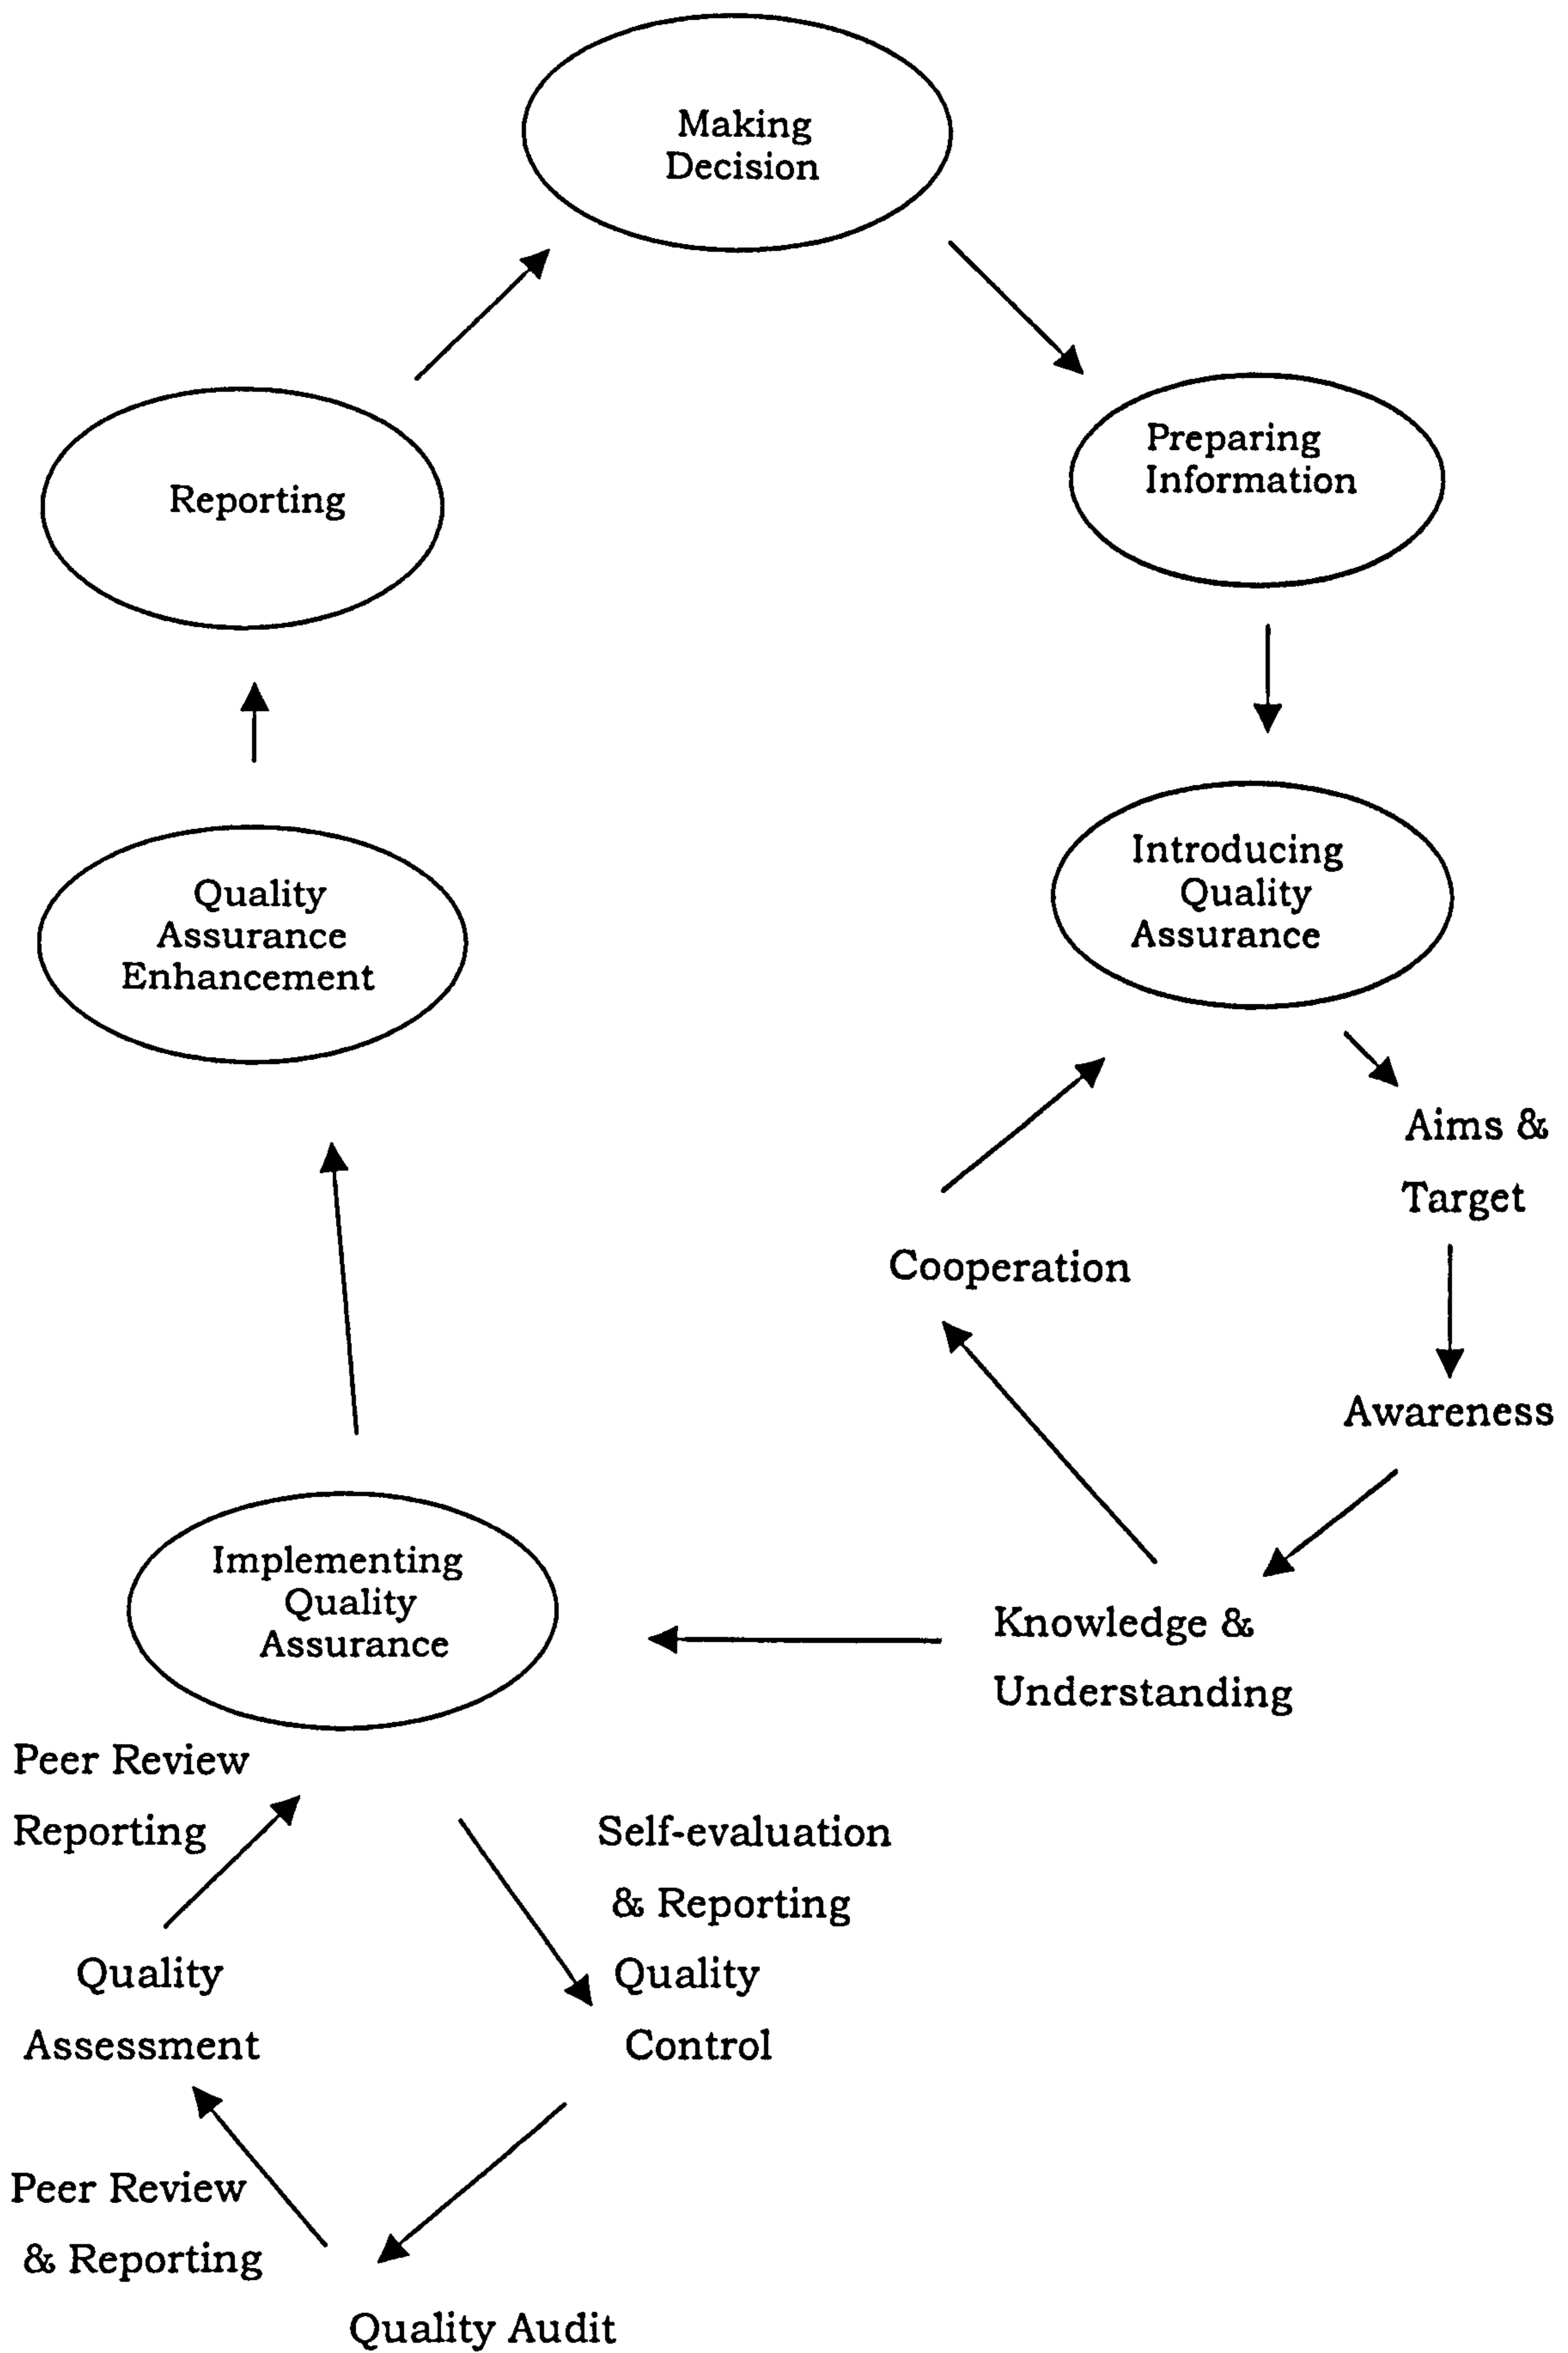 Making
Decision
Preparing
Information
Reporting
Introducing
Quality
Assurance
Quality
Assurance
Enhancement
Aims &
Target
Cooperation
Awareness
Implementing
Quality
Assurance
Knowledge &
Understanding
Peer Review
Reporting
Self-evaluation
& Reporting
Quality
Control
Quality
Assessment
Peer Review
& Reporting
Quality Audit